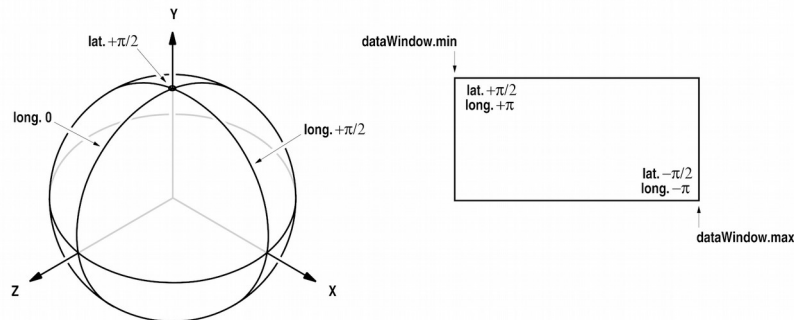 Y
lat. +π/2
long. 0
long. +π/2
Z
X
dataWindow.min
lat. +π/2
long. +π
lat. −π/2
long. −π
dataWindow.max